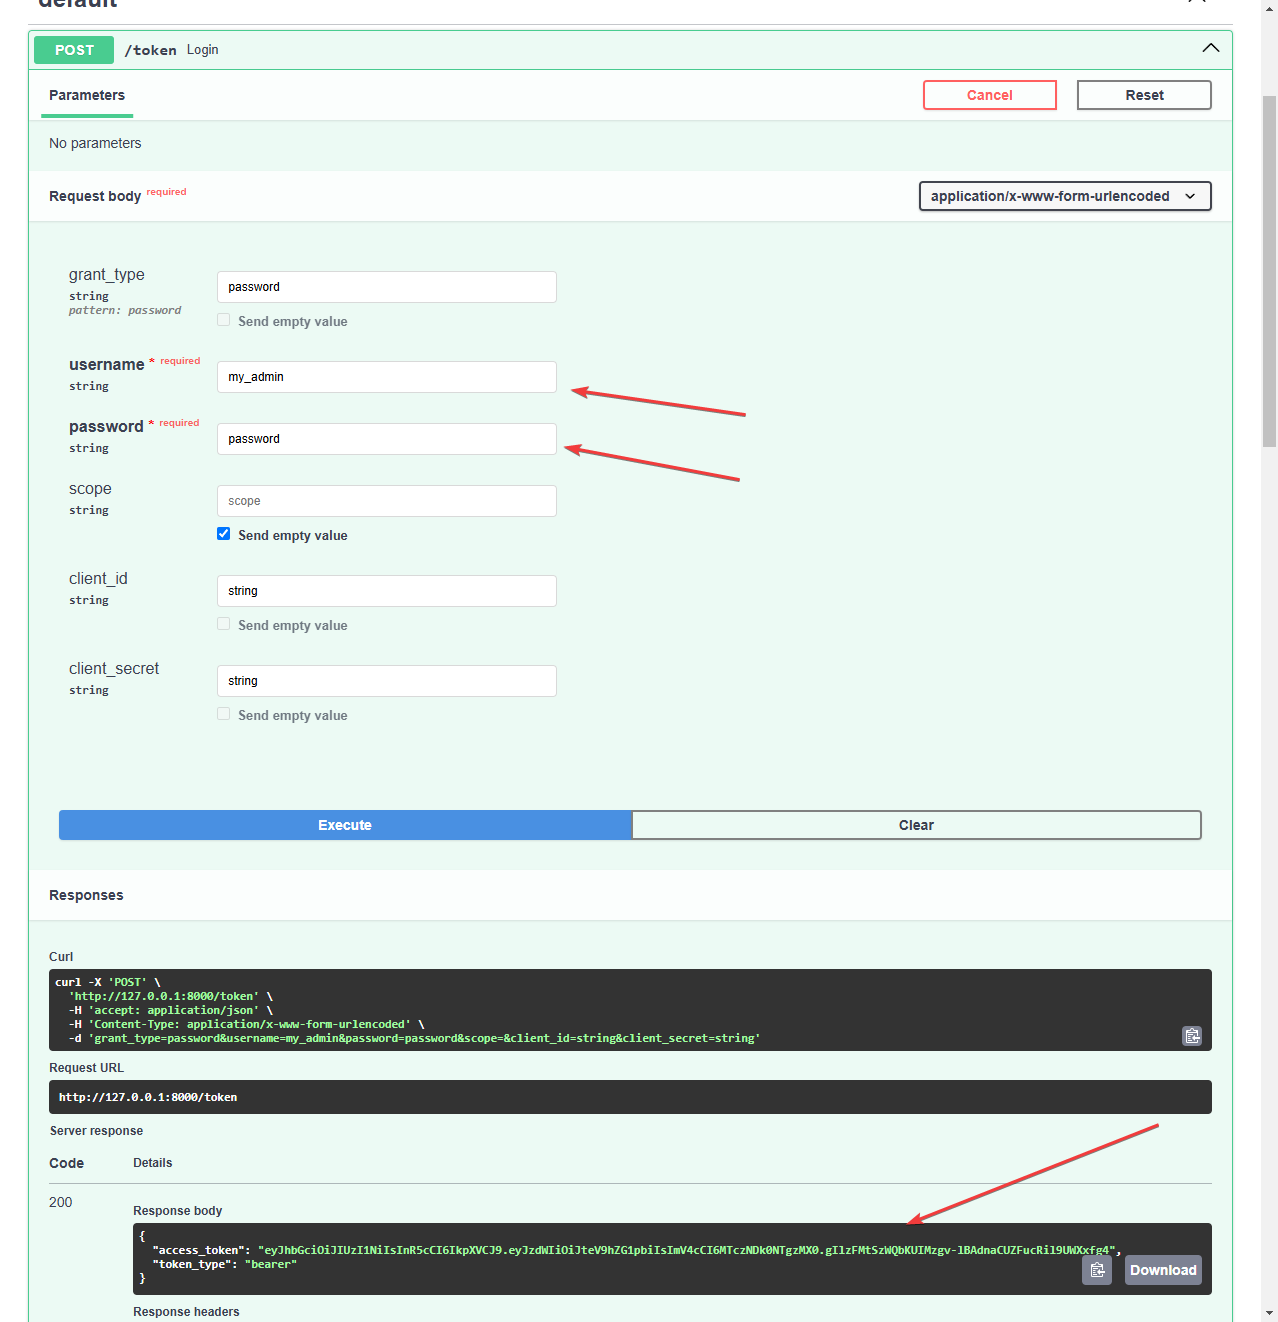 default
POST /token Login
Parameters Cancel Reset
No parameters
Request body required application/x-www-form-urlencoded
grant_type
string
pattern: password
password
Send empty value
username * required
string
my_admin
password * required
string
password
scope
string
scope
Send empty value
client_id
string
string
Send empty value
client_secret
string
string
Send empty value
Execute Clear
Responses
Curl
curl -X 'POST' \
'http://127.0.0.1:8000/token' \
-H 'accept: application/json' \
-H 'Content-Type: application/x-www-form-urlencoded' \
-d 'grant_type=password&username=my_admin&password=password&scope=&client_id=string&client_secret=string'
Request URL
http://127.0.0.1:8000/token
Server response
Code Details
200
Response body
{
"access_token": "eyJhbGciOiJIUzI1NiIsInR5cCI6IkpXVCJ9.eyJzdWIiOiJteV9hZG1pbiIsImV4cCI6MTczNDk0NTgzMX0.gIlzFMtSzWQbKUIMzgv-lBAdnaCUZFucRil9UWXxfg4",
"token_type": "bearer"
}
Download
Response headers